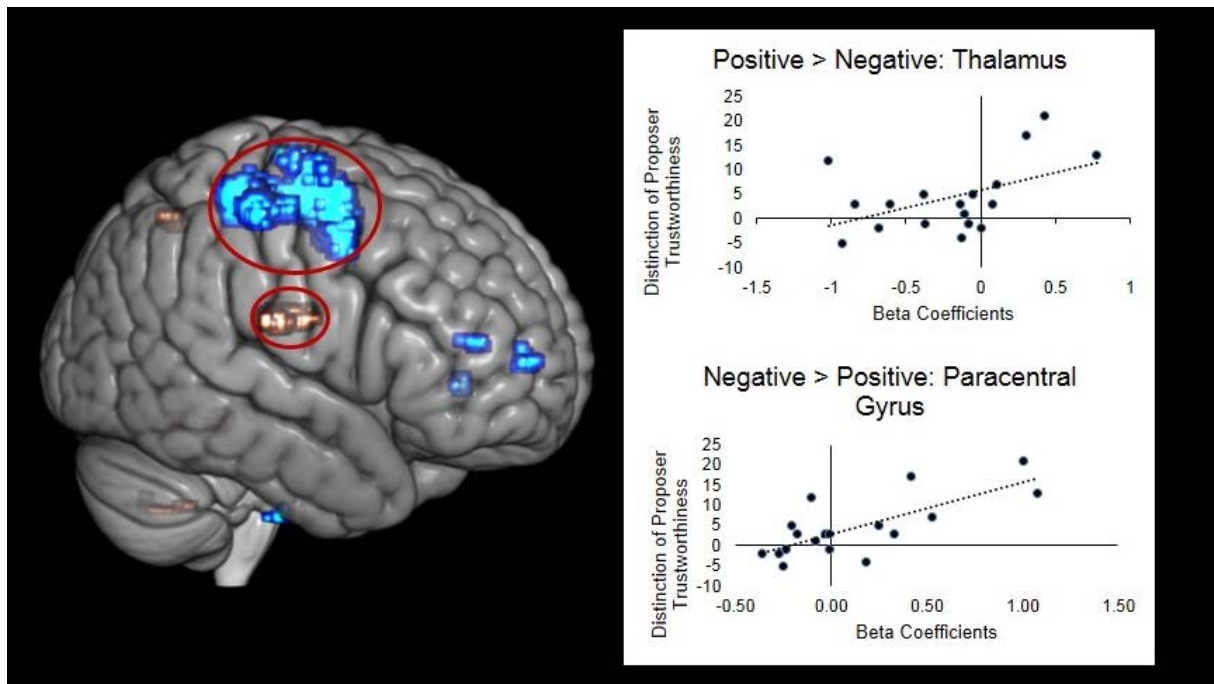 Positive > Negative: Thalamus
25
20
15
10
5
0
-5
-10
-1.5 -1 -0.5 0 0.5 1
Distinction of Proposer
Trustworthiness
Beta Coefficients
Negative > Positive: Paracentral
Gyrus
25
20
15
10
5
0
-5
-10
-0.50 0.00 0.50 1.00 1.50
Distinction of Proposer
Trustworthiness
Beta Coefficients